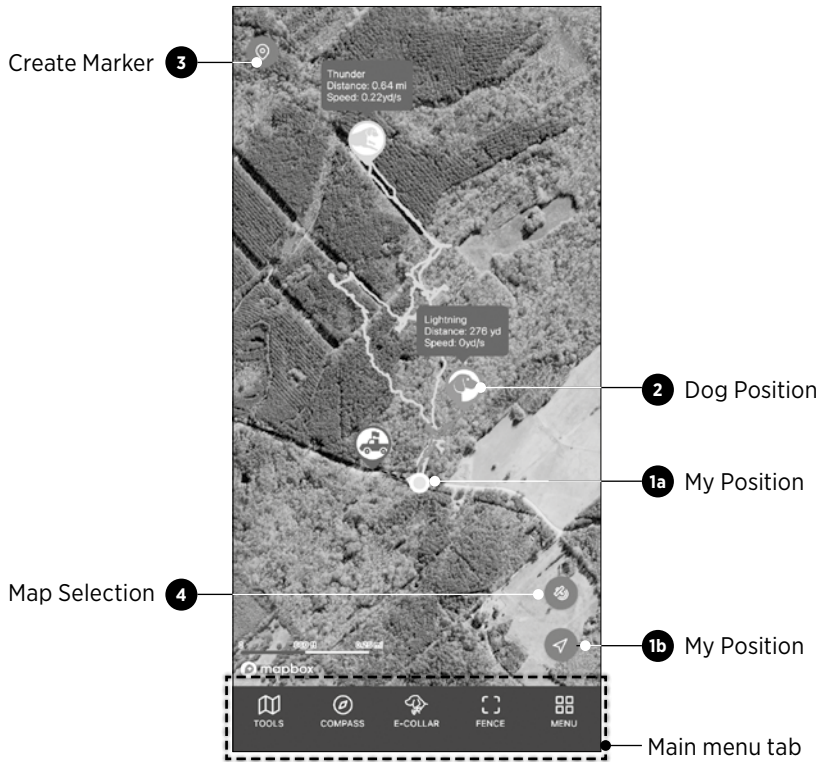 Create Marker 3
Thunder
Distance: 0.64 mi
Speed: 0.22yd/s
Lightning
Distance: 276 yd
Speed: 0yd/s
2 Dog Position
1a My Position
Map Selection 4
1b My Position
mapbox
TOOLS COMPASS E-COLLAR FENCE MENU
Main menu tab